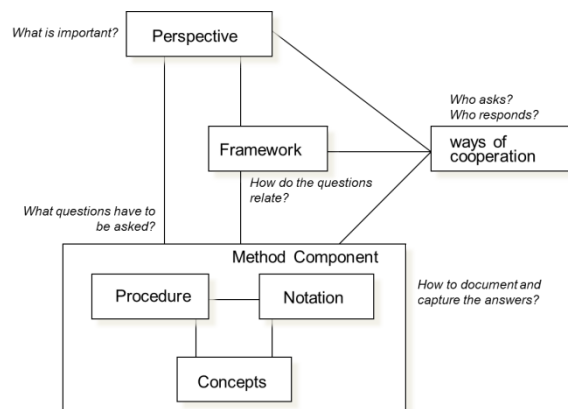 What is important?
Perspective
Who asks?
Who responds?
ways of
cooperation
Framework
How do the questions
relate?
What questions have to
be asked?
Method Component
Procedure
Notation
How to document and
capture the answers?
Concepts